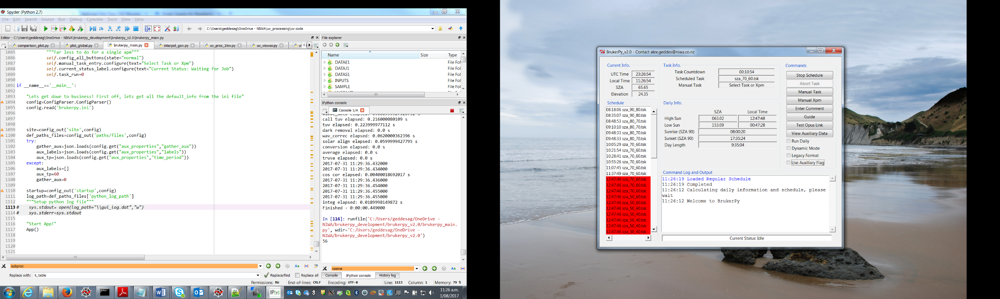 Spyder (Python 2.7)
File Edit Search Source Run Debug Consoles Tools View Help
C:\Users\geddesag\OneDrive - NIWA\uv_processing\uv code
Editor - C:\Users\geddesag\OneDrive - NIWA\brukerpy_development\brukerpy_v2.0\brukerpy_main.py
comparison_plot.py plot_global.py brukerpy_main.py interpol_gen.py uv_proc_1kw.py uv_viewer.py
1085 """Far less to do for a single xpm"""
1086 self.config_all_buttons(state="normal")
1087 self.manual_task_entry.configure(text="Select Task or Xpm")
1088 self.current_status_label.configure(text="Current Status: Waiting for Job")
1089 self.task_run=0
1090
1091 if __name__=='__main__':
1092
1093 "Lets get down to business! First off, lets get all the default_info from the ini file"
1094 config=ConfigParser.ConfigParser()
1095 config.read('brukerpy.ini')
1096
1097
1098
1099 site=config_out('site',config)
1100 def_paths_files=config_out('paths/files',config)
1101 try:
1102 gather_aux=json.loads(config.get("aux_properties","gather_aux"))
1103 aux_labels=json.loads(config.get("aux_properties","labels"))
1104 aux_tp=json.loads(config.get("aux_properties","time_period"))
1105 except:
1106 aux_labels=[]
1107 aux_tp=60
1108 gather_aux=0
1109
1110 startup=config_out('startup',config)
1111 log_path=def_paths_files['python_log_path']
1112 """Setup python log file"""
1113 # sys.stdout= open(log_path+"\\gui_log.dat","w")
1114 # sys.stderr=sys.stdout
1115
1116 "Start App!"
1117 App()
1118
1119
1120
1121
subproc
Replace with: k_table Replace/find Replace all
File explorer
Name Size Type
DATAE1 File Fol
DATAJ1 File Fol
DATAS1 File Fol
INPUTS File Fol
SAMPLE File Fol
IPython console
Console 1/A
call tuv elapsed: 0.216000080109 s
tuv elapsed: 0.223999977112 s
dark removal elapsed: 0.0 s
wav_correc elapsed: 0.0620000362396 s
solar align elapsed: 0.0599999427795 s
conversion elapsed: 0.0 s
average elapsed: 0.0 s
truva elapsed: 0.0 s
2017-07-31 11:29:36.432000
2017-07-31 11:29:36.434000
cos cor elapsed: 0.00400018692017 s
2017-07-31 11:29:36.436000
2017-07-31 11:29:36.454000
2017-07-31 11:29:36.455000
2017-07-31 11:29:36.455000
integ elapsed: 0.0189998149872 s
Finished - 0:00:00.449000
In [116]: runfile('C:/Users/geddesag/OneDrive -
NIWA/brukerpy_development/brukerpy_v2.0/brukerpy_main.
py', wdir='C:/Users/geddesag/OneDrive -
NIWA/brukerpy_development/brukerpy_v2.0')
56
cosine
Console IPython console History log
Permissions: RW End-of-lines: CRLF Encoding: UTF-8 Line: 1113 Column: 1 Memory: 79 %
IP[y]:
11:26 a.m.
1/08/2017
BrukerPy_v2.0 - Contact alex.geddes@niwa.co.nz
Current Info.
UTC Time 23:26:54
Local Time 11:26:54
SZA 65.65
Elevation 24.35
Schedule
08:18:06 sza_90_80.tsk
08:35:07 sza_90_80.tsk
08:48:53 sza_80_70.tsk
09:10:10 sza_80_70.tsk
09:48:33 sza_80_70.tsk
09:48:33 sza_80_70.tsk
10:05:29 sza_70_60.tsk
10:21:54 sza_70_60.tsk
10:28:41 sza_70_60.tsk
10:55:26 sza_70_60.tsk
11:07:45 sza_70_60.tsk
11:37:49 sza_70_60.tsk
12:47:46 sza_70_60.tsk
12:47:46 sza_70_60.tsk
12:47:46 sza_70_60.tsk
12:47:46 sza_50_60.tsk
12:47:46 sza_50_60.tsk
12:47:46 sza_50_60.tsk
12:47:46 sza_50_40.tsk
12:47:46 sza_50_40.tsk
12:47:46 sza_50_40.tsk
12:47:46 sza_30_40.tsk
Task Info.
Task Countdown 00:10:54
Scheduled Task sza_70_60.tsk
Manual Task Select Task or Xpm
Daily Info.
SZA Local Time
High Sun 063.02 12:47:48
Low Sun 153.09 00:47:28
Sunrise (SZA 90) 08:00:20
Sunset (SZA 90) 17:35:24
Day Length 9:35:04
Commands
Stop Schedule
Abort Task
Manual Task
Manual Xpm
Enter Comment
Guide
Test Opus Link
View Auxiliary Data
Run Daily
Dynamic Mode
Legacy Format
Use Auxiliary Flag
Command Log and Output
11:26:19 Loaded Regular Schedule
11:26:19 Completed
11:26:12 Calculating daily information and schedule, please
wait
11:26:12 Welcome to BrukerPy
Current Status: Idle